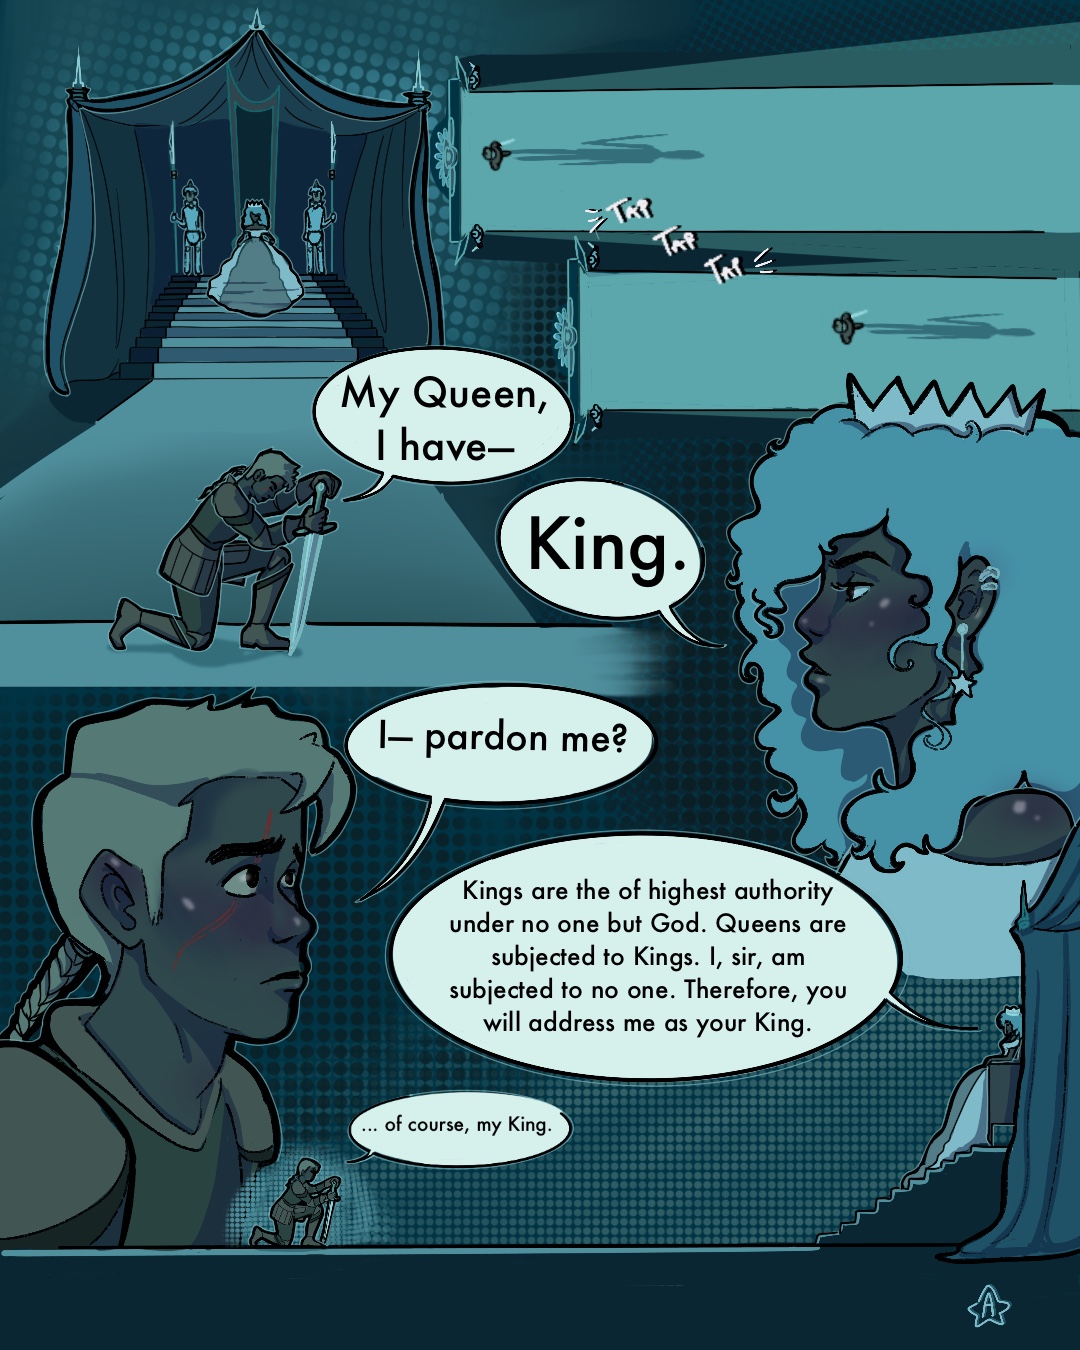 TAP
TAP
TAP
My Queen,
I have—
King.
I— pardon me?
Kings are the of highest authority
under no one but God. Queens are
subjected to Kings. I, sir, am
subjected to no one. Therefore, you
will address me as your King.
... of course, my King.
A